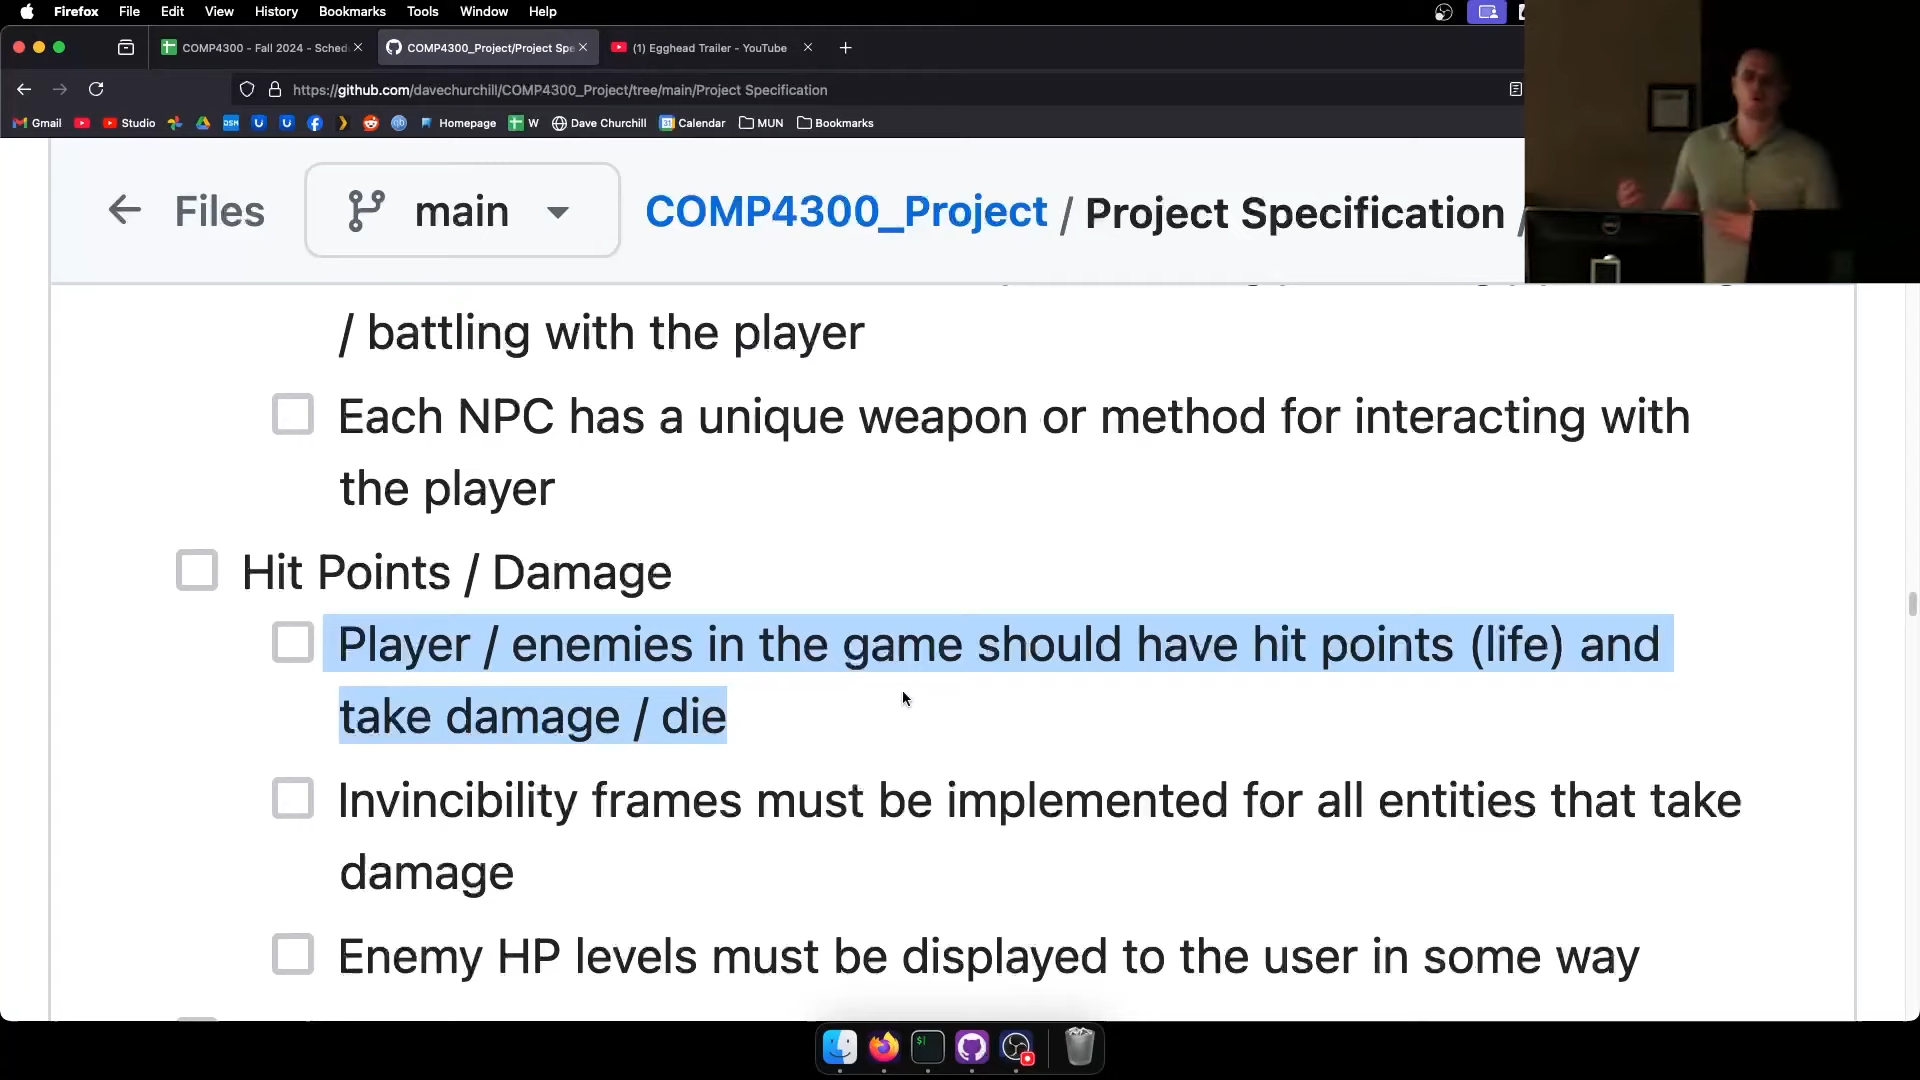 Firefox File Edit View History Bookmarks Tools Window Help
COMP4300 - Fall 2024 - Sched
COMP4300_Project/Project Spe
(1) Egghead Trailer - YouTube
https://github.com/davechurchill/COMP4300_Project/tree/main/Project Specification
Gmail Studio DSM Homepage W Dave Churchill Calendar MUN Bookmarks
Files main COMP4300_Project / Project Specification /
/ battling with the player
Each NPC has a unique weapon or method for interacting with
the player
Hit Points / Damage
Player / enemies in the game should have hit points (life) and
take damage / die
Invincibility frames must be implemented for all entities that take
damage
Enemy HP levels must be displayed to the user in some way